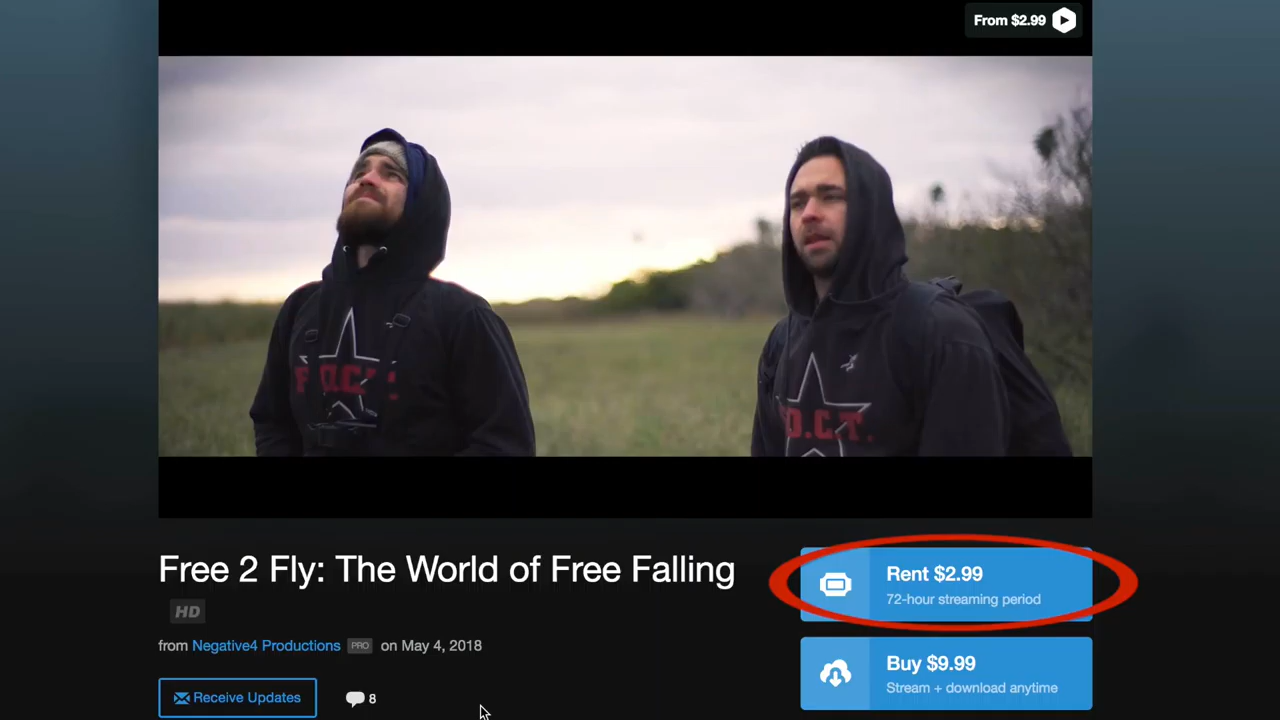 From $2.99
D.C.T.
Free 2 Fly: The World of Free Falling
HD
from Negative4 Productions PRO on May 4, 2018
Receive Updates
8
Rent $2.99
72-hour streaming period
Buy $9.99
Stream + download anytime